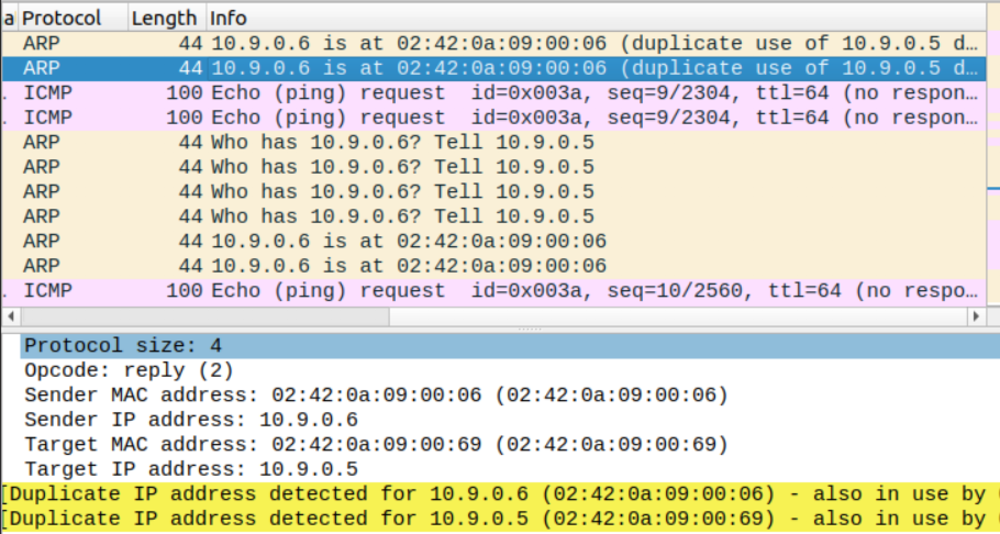 a Protocol Length Info
ARP 44 10.9.0.6 is at 02:42:0a:09:00:06 (duplicate use of 10.9.0.5 d…
ARP 44 10.9.0.6 is at 02:42:0a:09:00:06 (duplicate use of 10.9.0.5 d…
. ICMP 100 Echo (ping) request id=0x003a, seq=9/2304, ttl=64 (no respon…
. ICMP 100 Echo (ping) request id=0x003a, seq=9/2304, ttl=64 (no respon…
ARP 44 Who has 10.9.0.6? Tell 10.9.0.5
ARP 44 Who has 10.9.0.6? Tell 10.9.0.5
ARP 44 Who has 10.9.0.6? Tell 10.9.0.5
ARP 44 Who has 10.9.0.6? Tell 10.9.0.5
ARP 44 10.9.0.6 is at 02:42:0a:09:00:06
ARP 44 10.9.0.6 is at 02:42:0a:09:00:06
. ICMP 100 Echo (ping) request id=0x003a, seq=10/2560, ttl=64 (no respo…
Protocol size: 4
Opcode: reply (2)
Sender MAC address: 02:42:0a:09:00:06 (02:42:0a:09:00:06)
Sender IP address: 10.9.0.6
Target MAC address: 02:42:0a:09:00:69 (02:42:0a:09:00:69)
Target IP address: 10.9.0.5
[Duplicate IP address detected for 10.9.0.6 (02:42:0a:09:00:06) - also in use by
[Duplicate IP address detected for 10.9.0.5 (02:42:0a:09:00:69) - also in use by